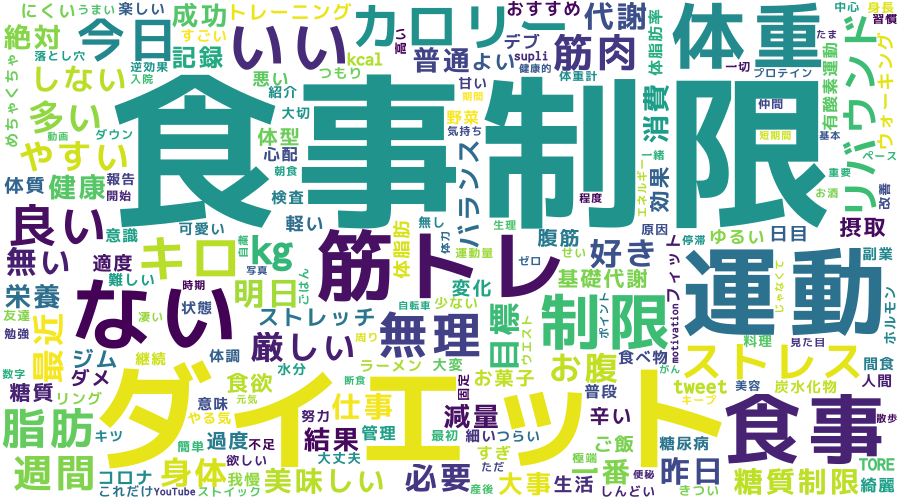 にくい うまい 楽しい 成功 トレーニング カロリー おすすめ 代謝 体重 中心 身長
絶対 今日 すごい いい 高い デブ 筋肉 体脂肪率 たま 習慣
落とし穴 逆効果 記録 kcal 普通 よい supli 健康的 一切 リバウンド
めちゃくちゃ しない 入院 悪い つもり 甘い 体重計 プロテイン ウォーキング
多い 動画 ダウン 紹介 大切 期間 消費 仲間 有酸素運動
やすい 体型 食事制限 野菜 気持ち 短期間 基本
体質 健康 報告 心配 朝食 バランス 一緒 効果 重要 ペース
開始 検査 程度 エネルギー お酒 改善
良い 意識 可愛い 軽い 無し 生理 腹筋 原因 停滞 ゆるい 日目 摂取
無い 適度 キロ 自糖 kg 筋トレ 体脂肪 体力 運動量 せい 好き フィット 運動 副業
難しい 写真 ごはん ゼロ 基礎代謝 じゃなくて
栄養 ない 時期 状態 明日 自転車 少ない 変化 ホルモン
友達 凄い ストレッチ 無理 目標 制限 ポイント
勉強 最近 厳しい 周り ウエスト 食べ物 motivation 料理 見た目
数字 ジム 継続 体調 水分 ラーメン 大変 お腹 がん ストレス 間食
糖質 ダメ ダイエット 食欲 断食 固定 お菓子 普段 tweet 美容 炭水化物 人間
リング 意味 元気 仕事 減量 辛い キープ 食事 散歩
脂肪 キツ やる気 努力 結果 管理 最初 細い つらい すぎ ご飯 糖尿病
簡単 過度 不足 大丈夫 ただ 極端 一番
週間 コロナ 身体 欲しい 美味しい 必要 大事 生活 便秘 昨日 糖質制限 TORE
これだけ YouTube ストイック 我慢 産後 しんどい きつい 綺麗